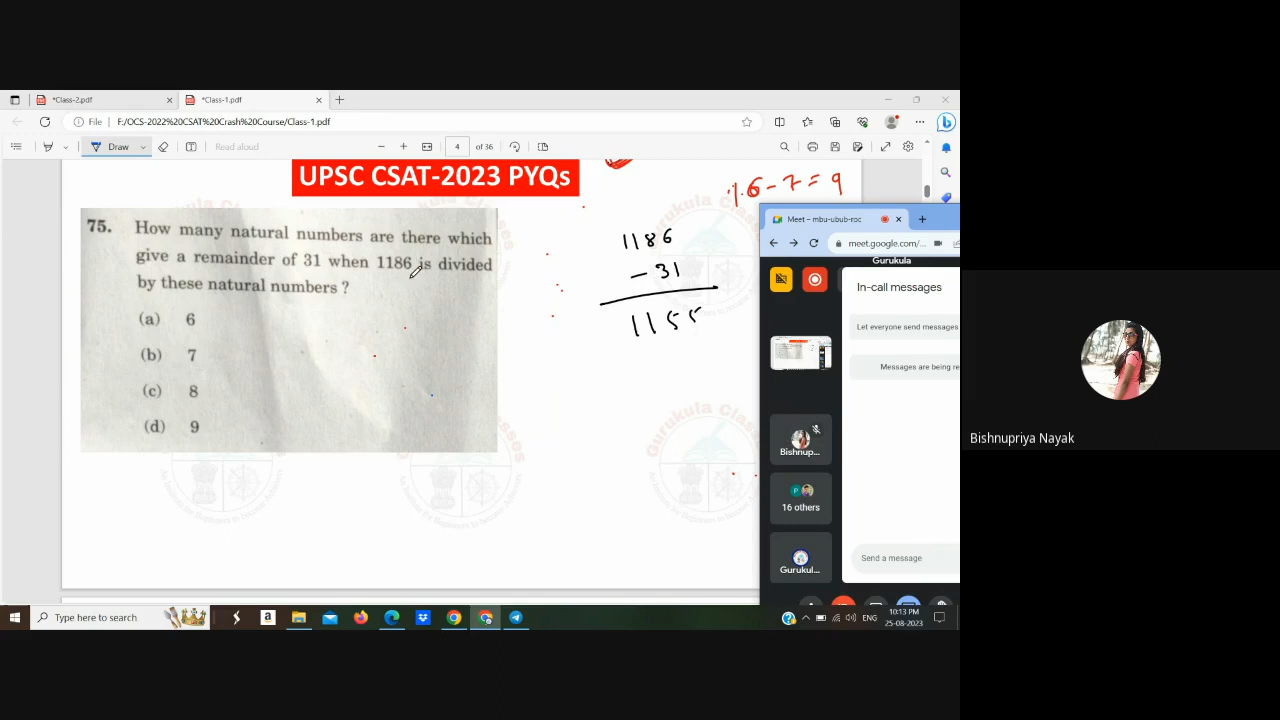 *Class-2.pdf
*Class-1.pdf
File F:/OCS-2022%20CSAT%20Crash%20Course/Class-1.pdf
Draw
Read aloud
4 of 36
UPSC CSAT-2023 PYQs
6-7=9
75. How many natural numbers are there which
give a remainder of 31 when 1186 is divided
by these natural numbers ?
(a) 6
(b) 7
(c) 8
(d) 9
1186
-31
1155
Gurukula Classes
Meet – mbu-ubub-roc
meet.google.com/...
Gurukula
In-call messages
Let everyone send messages
Messages are being re
Bishnup...
16 others
Gurukul...
Send a message
Bishnupriya Nayak
Type here to search
ENG
10:13 PM
25-08-2023